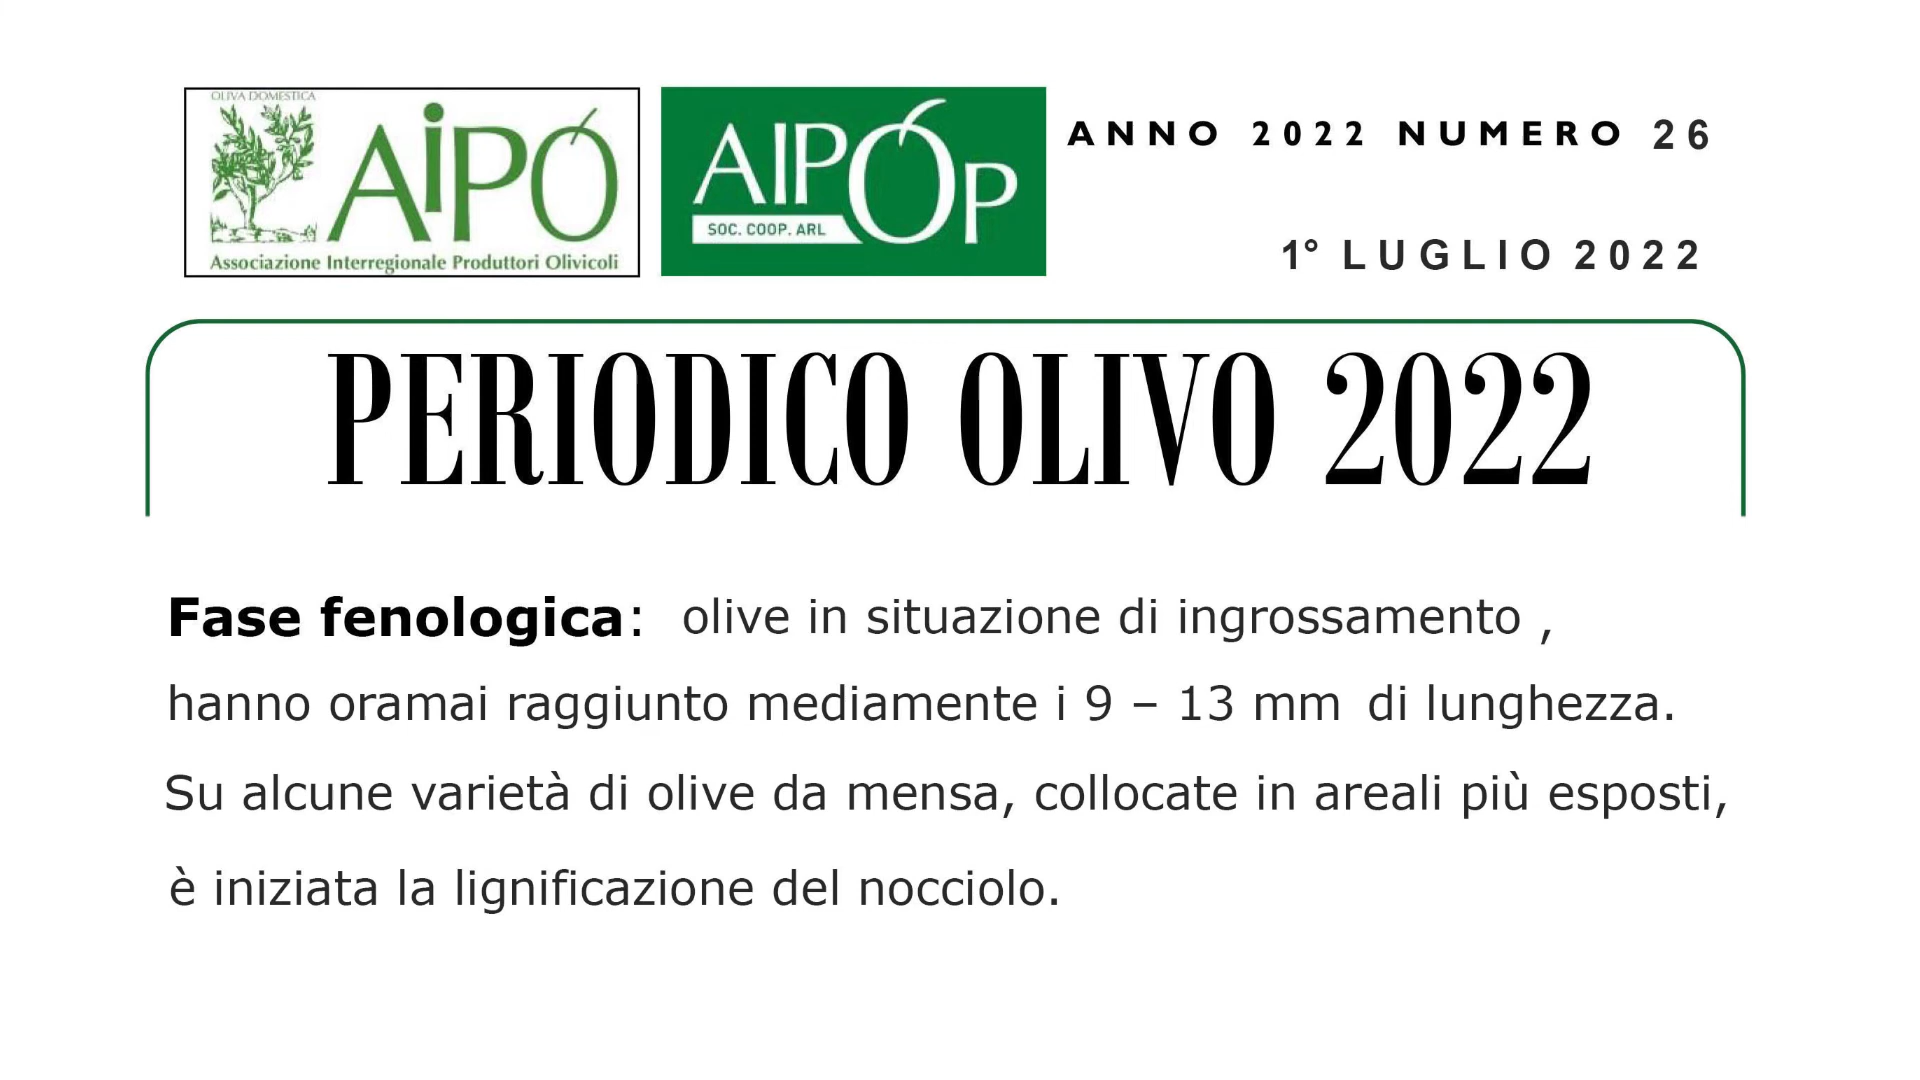 OLIVA DOMESTICA
AiPÓ
Associazione Interregionale Produttori Olivicoli
AIPÓP
SOC. COOP. ARL
ANNO 2022 NUMERO 26
1° LUGLIO 2022
PERIODICO OLIVO 2022
Fase fenologica: olive in situazione di ingrossamento ,
hanno oramai raggiunto mediamente i 9 – 13 mm di lunghezza.
Su alcune varietà di olive da mensa, collocate in areali più esposti,
è iniziata la lignificazione del nocciolo.